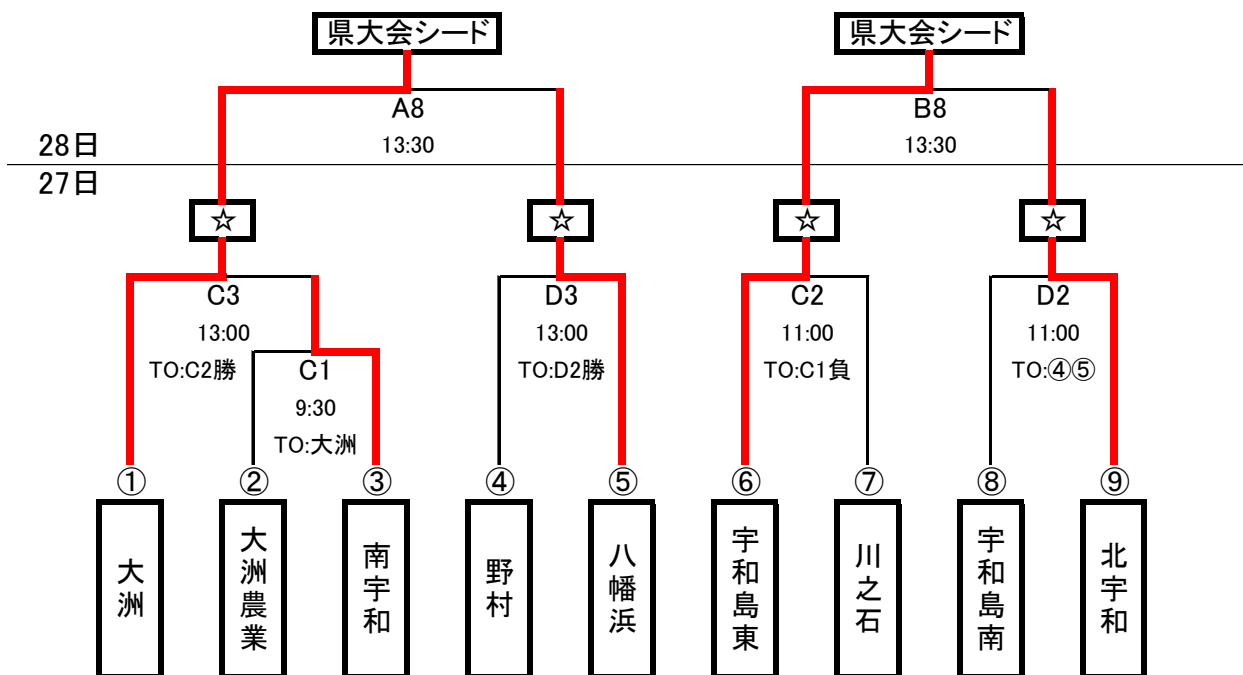 県大会シード 県大会シード
A8 B8
28日 13:30 13:30
27日
☆ ☆ ☆ ☆
C3 D3 C2 D2
13:00 13:00 11:00 11:00
TO:C2勝 C1 TO:D2勝 TO:C1負 TO:④⑤
9:30
TO:大洲
① ② ③ ④ ⑤ ⑥ ⑦ ⑧ ⑨
大洲
大洲農業
南宇和
野村
八幡浜
宇和島東
川之石
宇和島南
北宇和